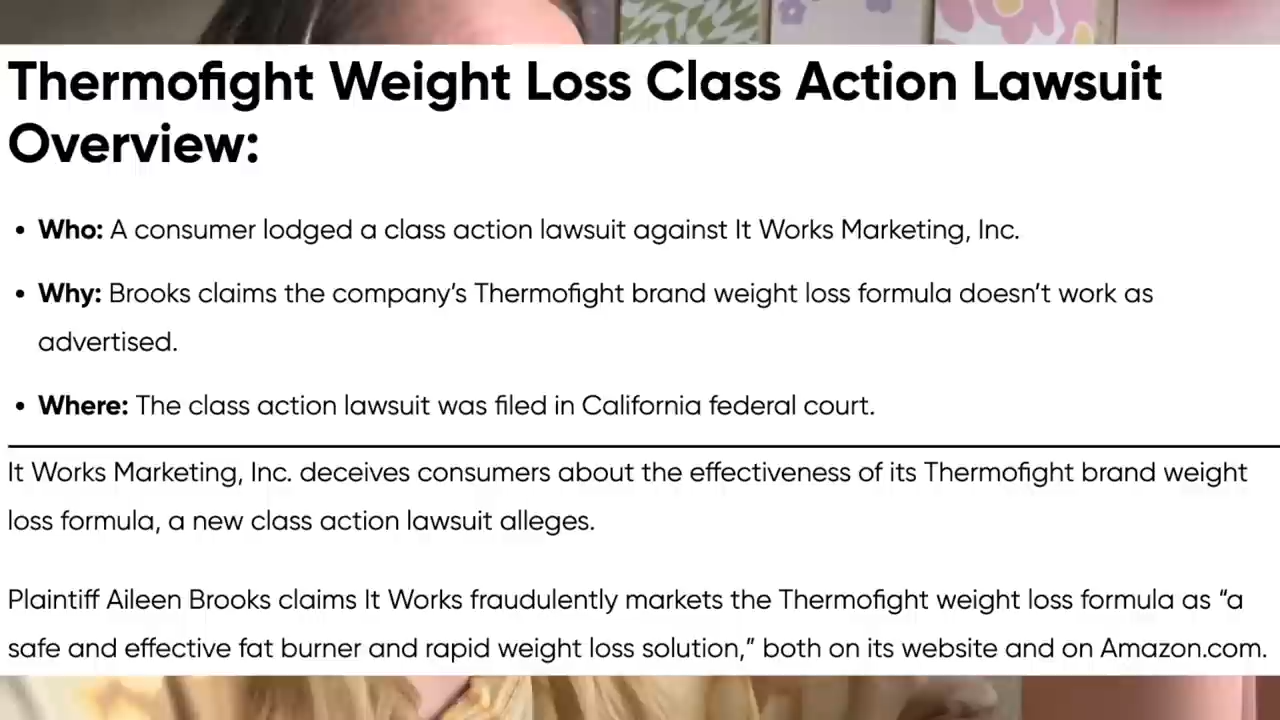 Thermofight Weight Loss Class Action Lawsuit
Overview:
• Who: A consumer lodged a class action lawsuit against It Works Marketing, Inc.
• Why: Brooks claims the company’s Thermofight brand weight loss formula doesn’t work as
advertised.
• Where: The class action lawsuit was filed in California federal court.
It Works Marketing, Inc. deceives consumers about the effectiveness of its Thermofight brand weight
loss formula, a new class action lawsuit alleges.
Plaintiff Aileen Brooks claims It Works fraudulently markets the Thermofight weight loss formula as “a
safe and effective fat burner and rapid weight loss solution,” both on its website and on Amazon.com.